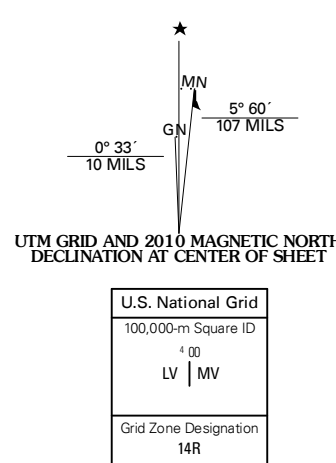 MN
5° 60´
107 MILS
GN
0° 33´
10 MILS
UTM GRID AND 2010 MAGNETIC NORTH
DECLINATION AT CENTER OF SHEET
U.S. National Grid
100,000-m Square ID
4 00
LV MV
Grid Zone Designation
14R